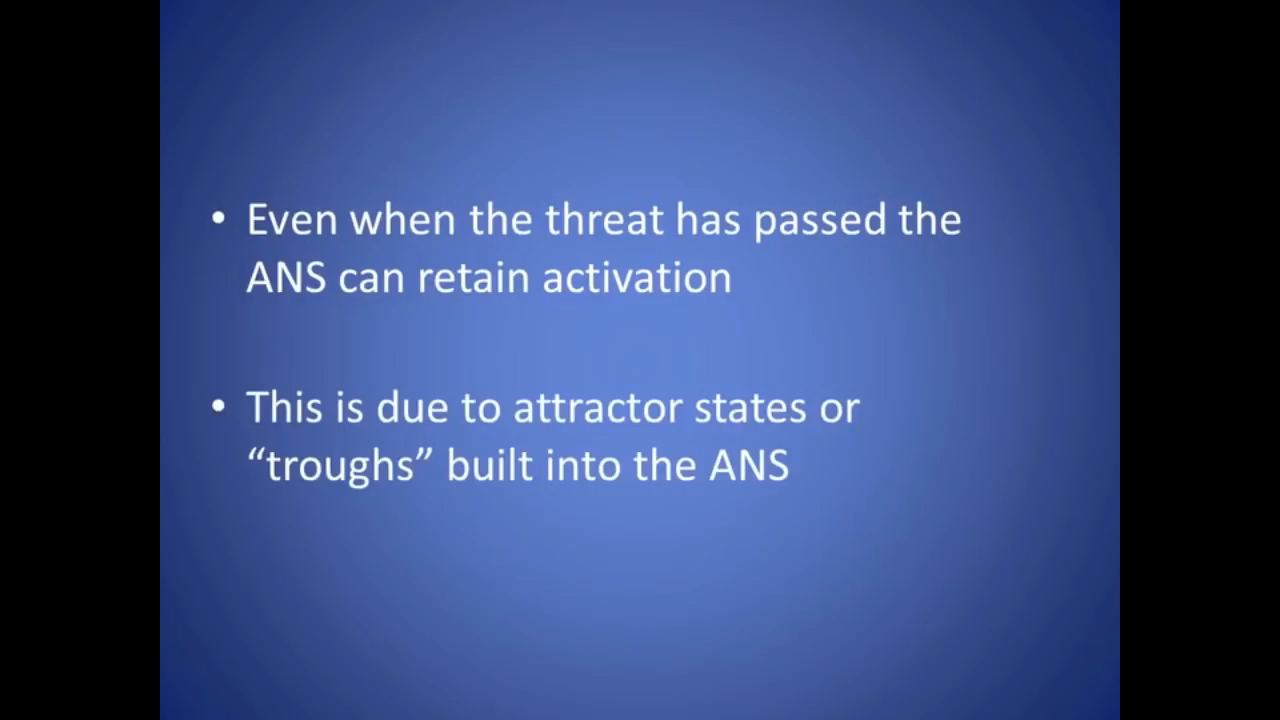 • Even when the threat has passed the
ANS can retain activation
• This is due to attractor states or
“troughs” built into the ANS